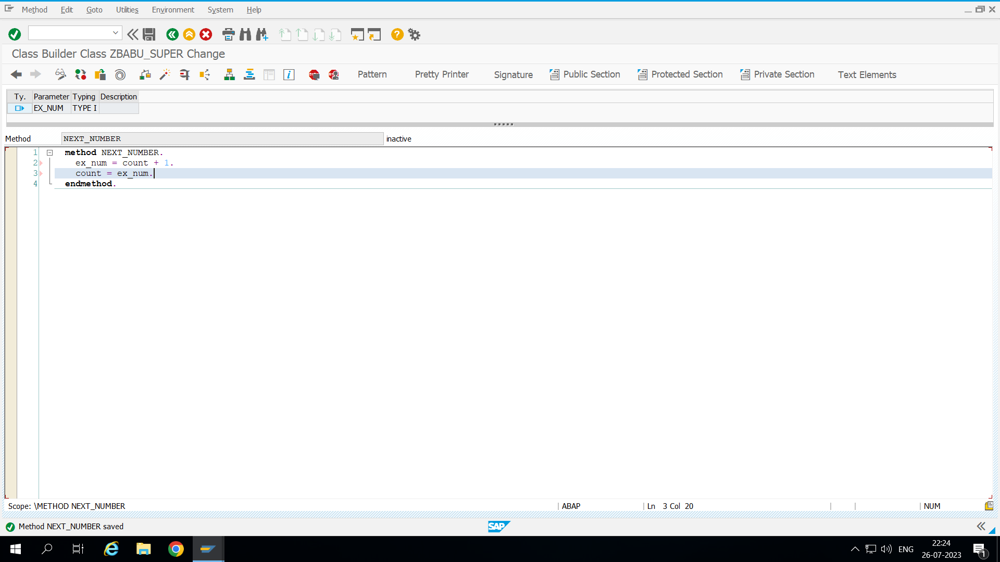 Method Edit Goto Utilities Environment System Help
Class Builder Class ZBABU_SUPER Change
Pattern Pretty Printer Signature Public Section Protected Section Private Section Text Elements
Ty. Parameter Typing Description
EX_NUM TYPE I
Method NEXT_NUMBER inactive
1 method NEXT_NUMBER.
2 ex_num = count + 1.
3 count = ex_num.
4 endmethod.
Scope: \METHOD NEXT_NUMBER ABAP Ln 3 Col 20 NUM
Method NEXT_NUMBER saved SAP
22:24
ENG
26-07-2023
1